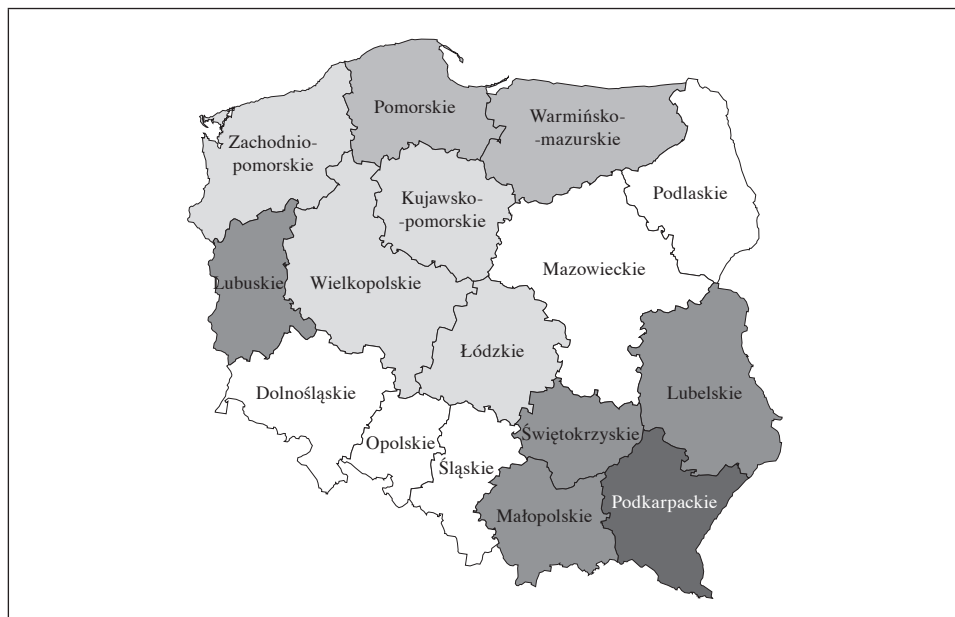 Pomorskie
Warmińsko-
-mazurskie
Zachodnio-
pomorskie
Podlaskie
Kujawsko-
-pomorskie
Mazowieckie
Lubuskie
Wielkopolskie
Łódzkie
Dolnośląskie
Lubelskie
Opolskie
Świętokrzyskie
Śląskie
Małopolskie
Podkarpackie